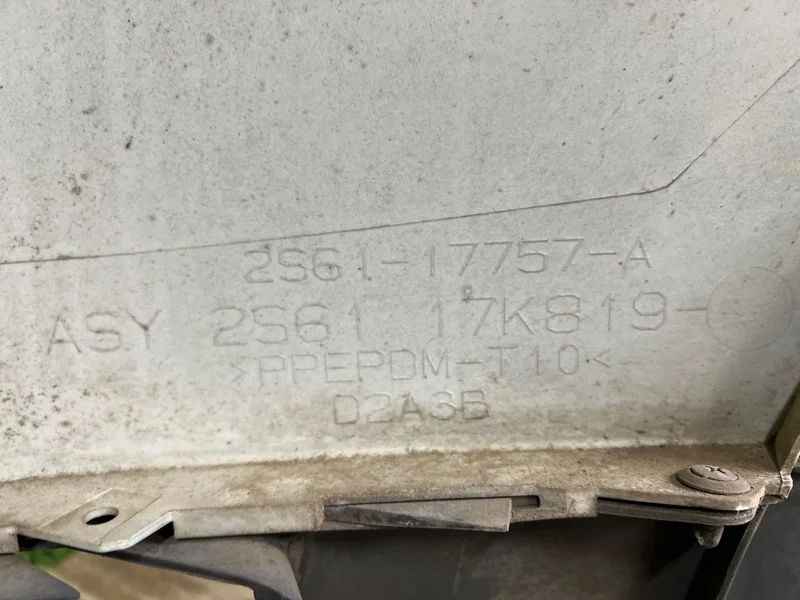 2S61-17757-A
ASY 2S61 17K819-
>PPEPDM-T10<
D2A3B